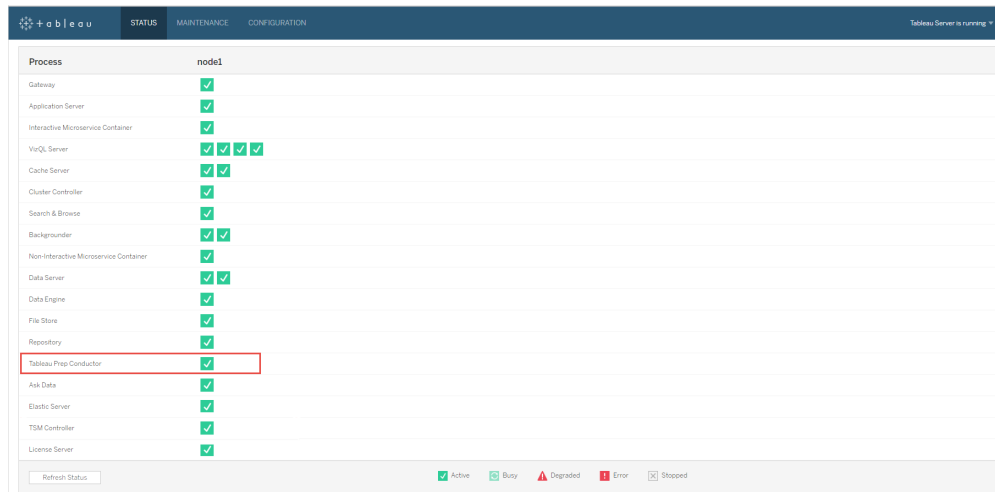 + a b | e a u STATUS MAINTENANCE CONFIGURATION Tableau Server is running
Process node1
Gateway
Application Server
Interactive Microservice Container
VizQL Server
Cache Server
Cluster Controller
Search & Browse
Backgrounder
Non-Interactive Microservice Container
Data Server
Data Engine
File Store
Repository
Tableau Prep Conductor
Ask Data
Elastic Server
TSM Controller
License Server
Refresh Status Active Busy Degraded Error Stopped